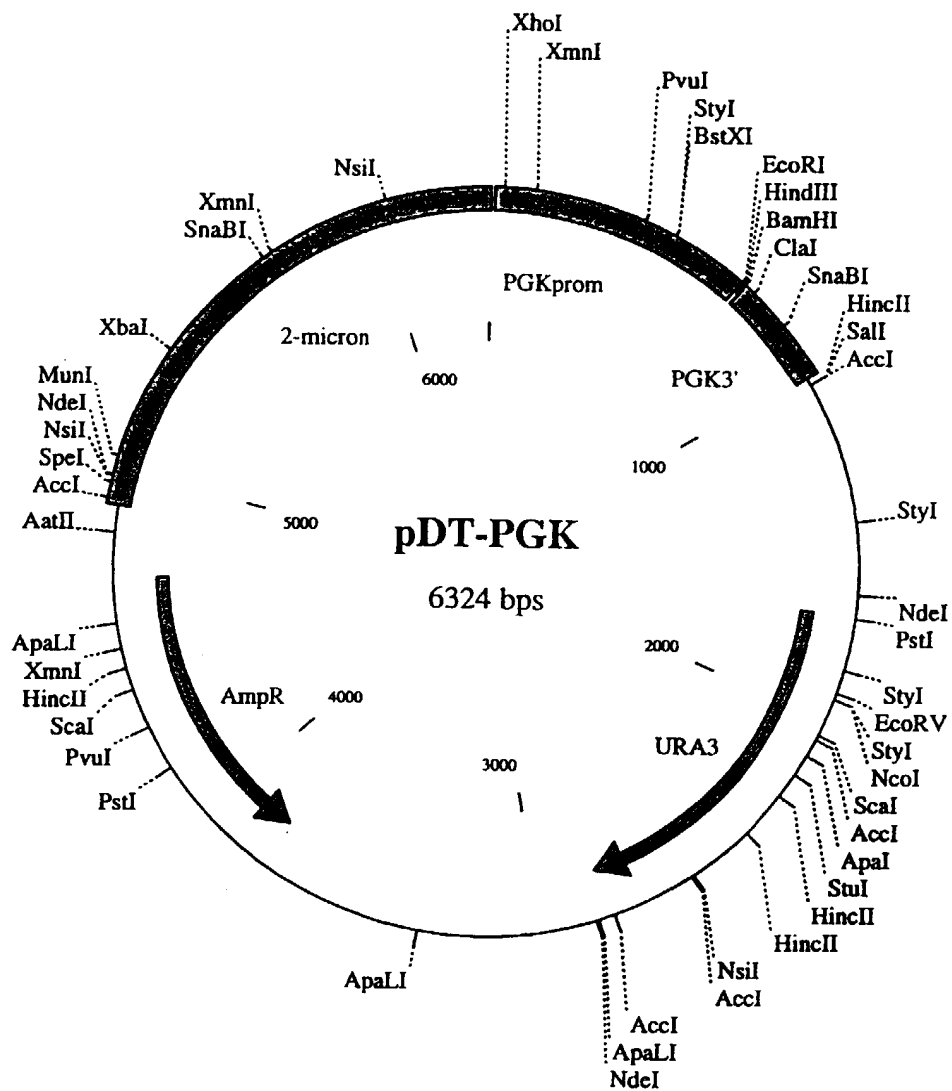 XhoI
XmnI
PvuI
StyI
BstXI
EcoRI
HindIII
BamHI
ClaI
SnaBI
HincII
SalI
AccI
StyI
NdeI
PstI
StyI
EcoRV
StyI
NcoI
ScaI
AccI
ApaI
StuI
HincII
HincII
NsiI
AccI
AccI
ApaLI
NdeI
ApaLI
PstI
PvuI
ScaI
HincII
XmnI
ApaLI
AatII
AccI
SpeI
NsiI
NdeI
MunI
XbaI
SnaBI
XmnI
NsiI
PGKprom
2-micron
6000
PGK3'
1000
5000
pDT-PGK
6324 bps
2000
AmpR
4000
URA3
3000